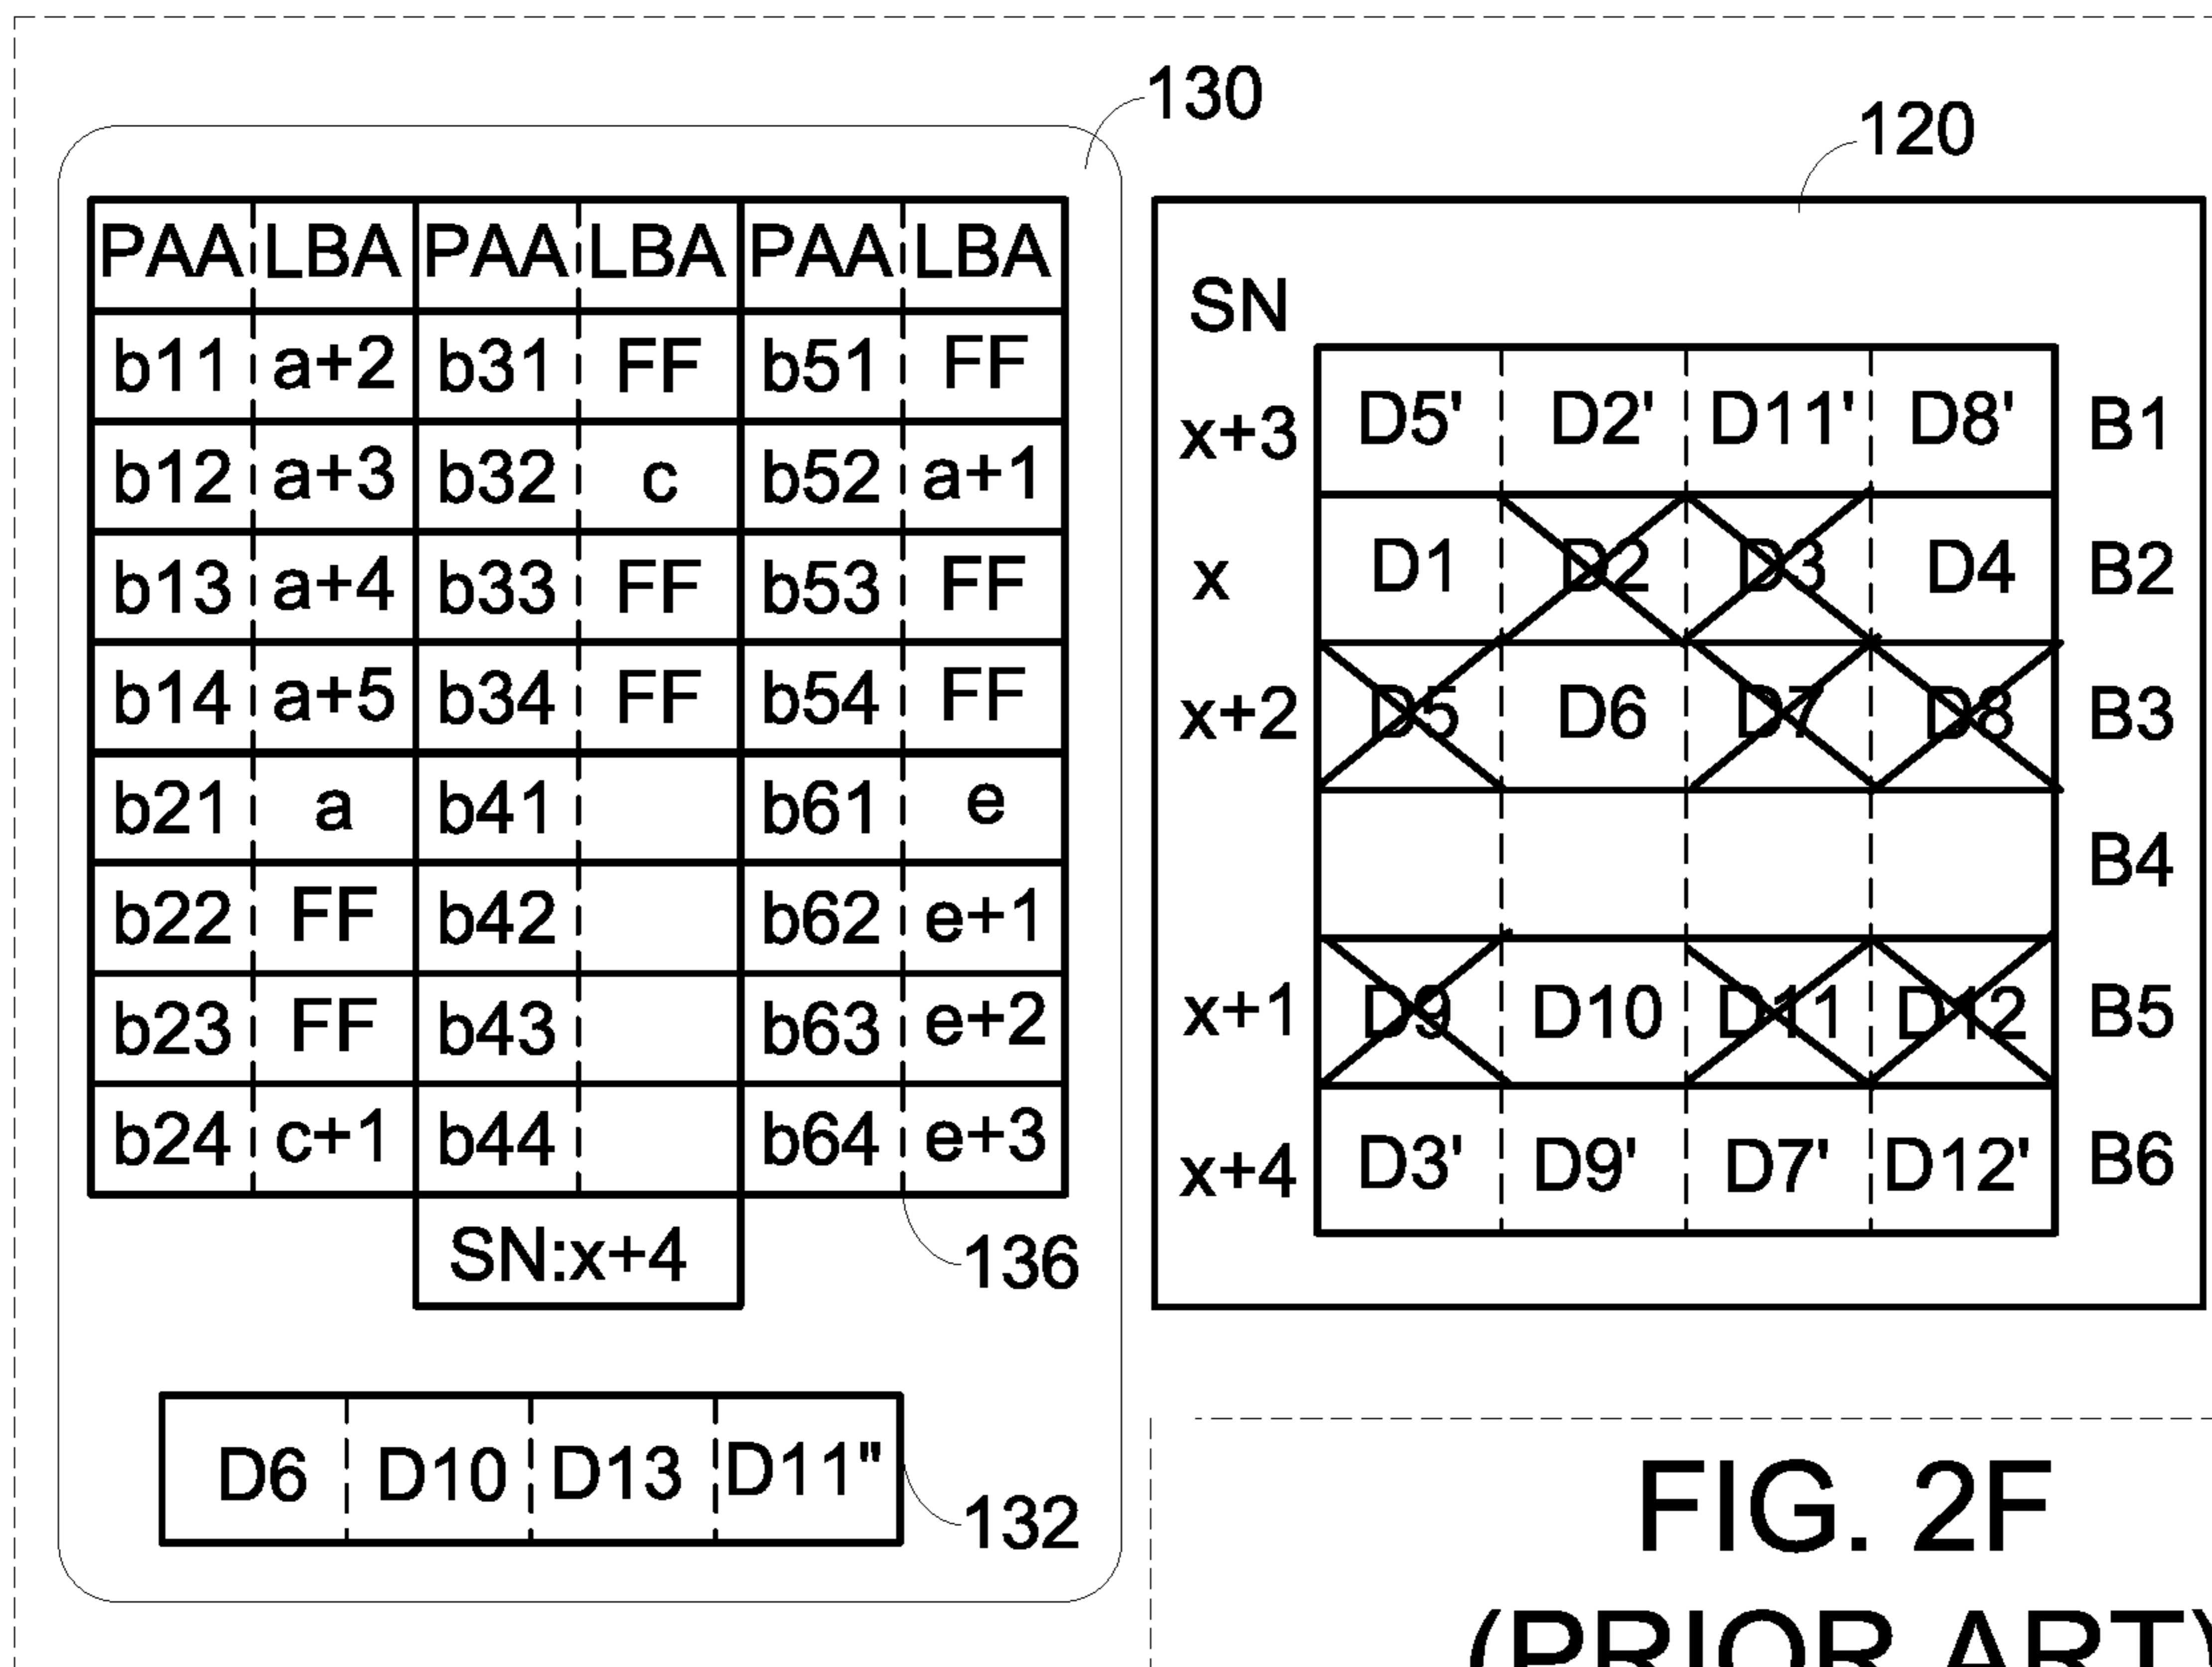 130
120
PAA LBA PAA LBA PAA LBA
b11 a+2 b31 FF b51 FF
b12 a+3 b32 c b52 a+1
b13 a+4 b33 FF b53 FF
b14 a+5 b34 FF b54 FF
b21 a b41 b61 e
b22 FF b42 b62 e+1
b23 FF b43 b63 e+2
b24 c+1 b44 b64 e+3
SN:x+4
136
D6 D10 D13 D11"
132
SN
x+3 D5' D2' D11' D8' B1
x D1 D2 D3 D4 B2
x+2 D5 D6 D7 D8 B3
B4
x+1 D9 D10 D11 D12 B5
x+4 D3' D9' D7' D12' B6
FIG. 2F
(PRIOR ART)